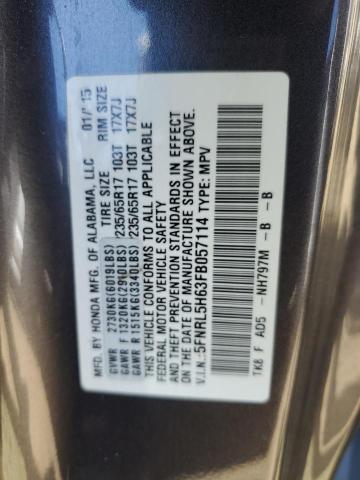 MFD. BY HONDA MFG. OF ALABAMA, LLC 01/15
TIRE SIZE RIM SIZE
GVWR 2730KG(6019LBS)
GAWR F 1320KG(2910LBS) 235/65R17 103T 17X7J
GAWR R 1515KG(3340LBS) 235/65R17 103T 17X7J
THIS VEHICLE CONFORMS TO ALL APPLICABLE
FEDERAL MOTOR VEHICLE SAFETY
AND THEFT PREVENTION STANDARDS IN EFFECT
ON THE DATE OF MANUFACTURE SHOWN ABOVE.
V.I.N.:5FNRL5H63FB057114 TYPE: MPV
TK8 F AD5 -NH797M -B -B